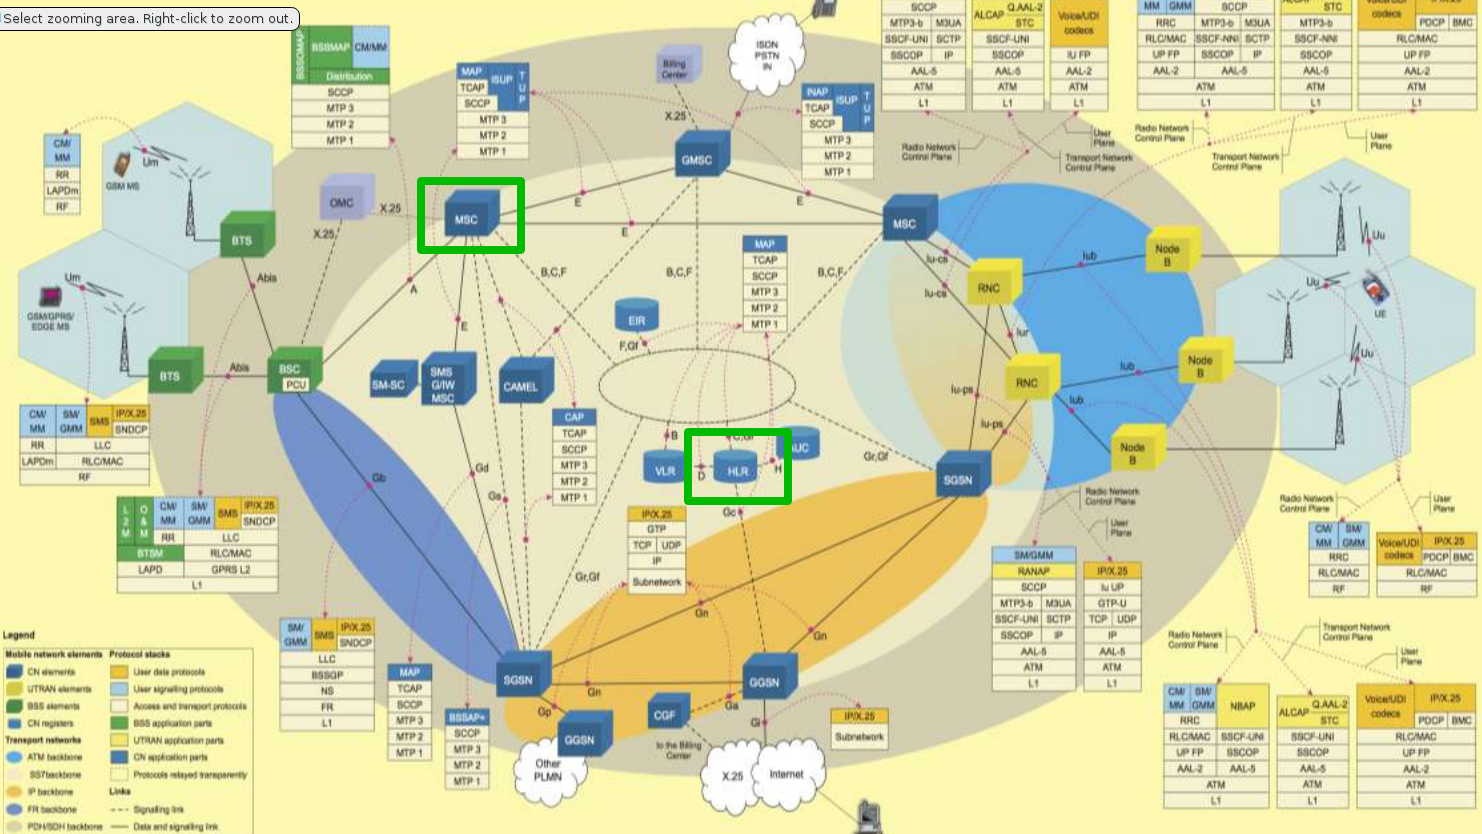 Select zooming area. Right-click to zoom out.
BSSOMAP
BSSMAP
CM/MM
Distribution
SCCP
MTP 3
MTP 2
MTP 1
MAP
ISUP
TUP
TCAP
SCCP
MTP 3
MTP 2
MTP 1
Billing
Center
X.25
ISDN
PSTN
IN
INAP
ISUP
TUP
TCAP
SCCP
MTP 3
MTP 2
MTP 1
SCCP
MTP3-b M3UA
SSCF-UNI SCTP
SSCOP IP
AAL-5
ATM
L1
ALCAP
Q.AAL-2
STC
SSCF-UNI
SSCOP
AAL-5
ATM
L1
Voice/UDI
codecs
IU FP
AAL-2
ATM
L1
MM GMM SCCP
RRC MTP3-b M3UA
RLC/MAC SSCF-NNI SCTP
UP FP SSCOP IP
AAL-2 AAL-5
ATM
L1
STC
MTP3-b
SSCF-NNI
SSCOP
AAL-5
ATM
L1
codecs
PDCP BMC
RLC/MAC
UP FP
AAL-2
ATM
L1
Radio Network
Control Plane
Transport Network
Control Plane
User
Plane
Radio Network
Control Plane
Transport Network
Control Plane
User
Plane
CM/
MM
RR
LAPDm
RF
Um
GSM MS
Um
GSM/GPRS/
EDGE MS
BTS
Abis
BTS
Abis
BSC
PCU
OMC
X.25
X.25
MSC
GMSC
E
E
E
E
A
MSC
B,C,F
B,C,F
B,C,F
Iu-cs
Iu-cs
RNC
Iur
RNC
Iub
Iub
Iub
Iu-ps
Iu-ps
Node
B
Node
B
Node
B
Uu
Uu
Uu
UE
MAP
TCAP
SCCP
MTP 3
MTP 2
MTP 1
EIR
F,Gf
SM-SC
SMS
G/IW
MSC
CAMEL
CAP
TCAP
SCCP
MTP 3
MTP 2
MTP 1
B
VLR
D
HLR
H
AUC
Gc
Gr,Gf
SGSN
Gb
Gd
Gs
Gr,Gf
IP/X.25
GTP
TCP UDP
IP
Subnetwork
Gn
Gn
Gn
SGSN
Gp
GGSN
Other
PLMN
CGF
to the Billing
Center
Ga
GGSN
Gi
X.25
Internet
IP/X.25
Subnetwork
CM/
MM
SM/
GMM
SMS
IP/X.25
SNDCP
RR LLC
LAPDm RLC/MAC
RF
L2M
O&M
CM/
MM
SM/
GMM
SMS
IP/X.25
SNDCP
RR LLC
BTSM RLC/MAC
LAPD GPRS L2
L1
SM/
GMM
SMS
IP/X.25
SNDCP
LLC
BSSGP
NS
FR
L1
MAP
TCAP
SCCP
MTP 3
MTP 2
MTP 1
BSSAP+
SCCP
MTP 3
MTP 2
MTP 1
SM/GMM
RANAP
SCCP
MTP3-b M3UA
SSCF-UNI SCTP
SSCOP IP
AAL-5
ATM
L1
IP/X.25
Iu UP
GTP-U
TCP UDP
IP
AAL-5
ATM
L1
Radio Network
Control Plane
User
Plane
Radio Network
Control Plane
User
Plane
CM/
MM
SM/
GMM
RRC
RLC/MAC
RF
Voice/UDI
codecs
IP/X.25
PDCP BMC
RLC/MAC
RF
Radio Network
Control Plane
Transport Network
Control Plane
User
Plane
CM/
MM
SM/
GMM
NBAP
RRC
RLC/MAC SSCF-UNI
UP FP SSCOP
AAL-2 AAL-5
ATM
L1
ALCAP
Q.AAL-2
STC
SSCF-UNI
SSCOP
AAL-5
ATM
L1
Voice/UDI
codecs
IP/X.25
PDCP BMC
RLC/MAC
UP FP
AAL-2
ATM
L1
Legend
Mobile network elements
CN elements
UTRAN elements
BSS elements
CN registers
Transport networks
ATM backbone
SS7backbone
IP backbone
FR backbone
PDH/SDH backbone
Protocol stacks
User data protocols
User signalling protocols
Access and transport protocols
BSS application parts
UTRAN application parts
CN application parts
Protocols relayed transparently
Links
Signalling link
Data and signalling link